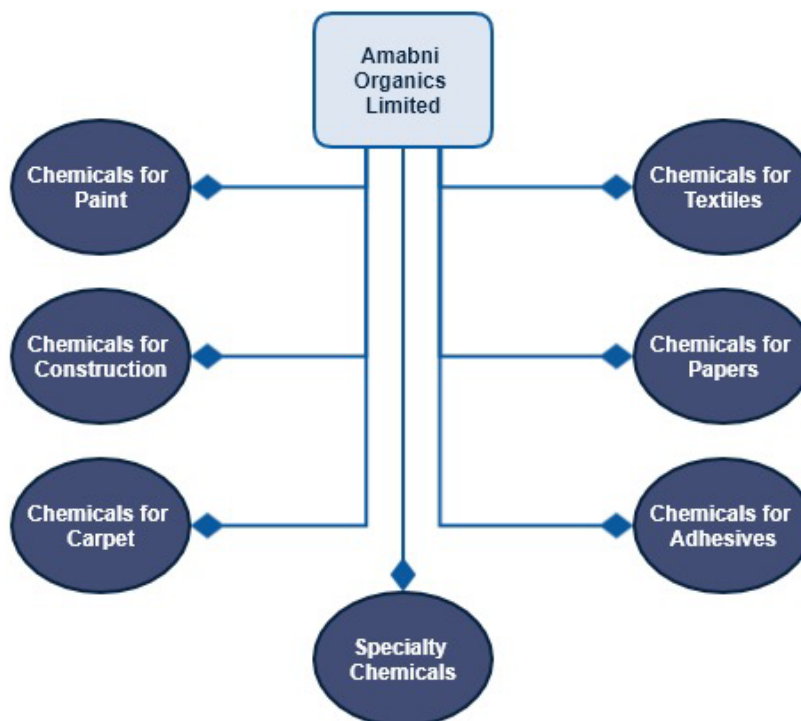 Amabni
Organics
Limited
Chemicals for
Paint
Chemicals for
Textiles
Chemicals for
Construction
Chemicals for
Papers
Chemicals for
Carpet
Chemicals for
Adhesives
Specialty
Chemicals